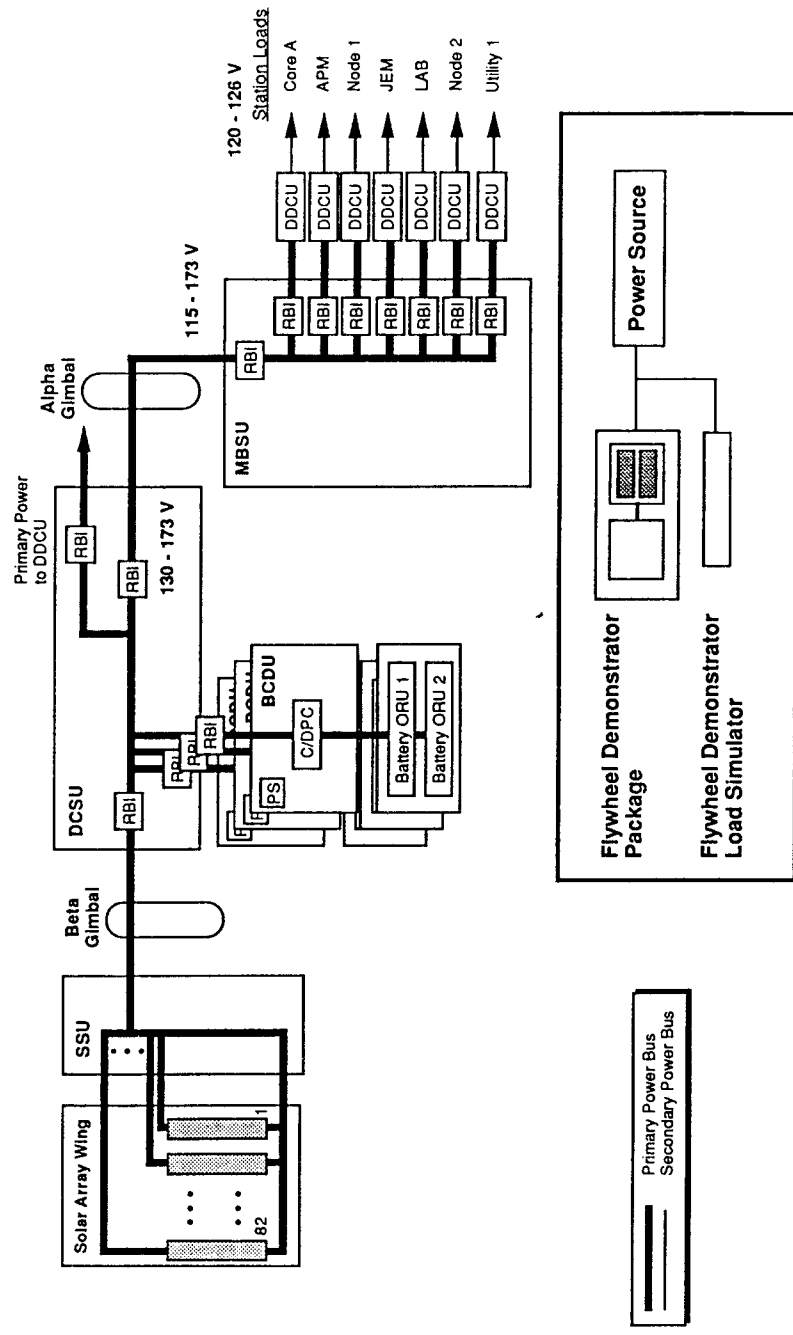 Solar Array Wing
82
1
SSU
Beta
Gimbal
DCSU
RBI
RBI
RBI
RBI
Primary Power
to DDCU
RBI
RBI
130 - 173 V
BCDU
PS
C/DPC
Battery ORU 1
Battery ORU 2
Alpha
Gimbal
115 - 173 V
MBSU
RBI
120 - 126 V
Station Loads
RBI DDCU Core A
RBI DDCU APM
RBI DDCU Node 1
RBI DDCU JEM
RBI DDCU LAB
RBI DDCU Node 2
RBI DDCU Utility 1
Primary Power Bus
Secondary Power Bus
Flywheel Demonstrator
Package
Power Source
Flywheel Demonstrator
Load Simulator